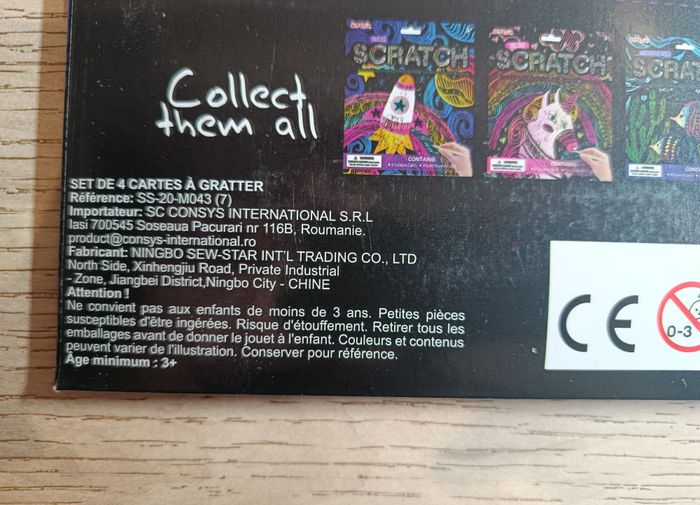 Collect
them all
SCRATCH
SCRATCH
SCRA
CONTAINS:
CONTAINS:
SET DE 4 CARTES À GRATTER
Référence: SS-20-M043 (7)
Importateur: SC CONSYS INTERNATIONAL S.R.L
Iasi 700545 Soseaua Pacurari nr 116B, Roumanie.
product@consys-international.ro
Fabricant: NINGBO SEW-STAR INT'L TRADING CO., LTD
North Side, Xinhengjiu Road, Private Industrial
- Zone, Jiangbei District,Ningbo City - CHINE
Attention !
Ne convient pas aux enfants de moins de 3 ans. Petites pièces
susceptibles d'être ingérées. Risque d'étouffement. Retirer tous les
emballages avant de donner le jouet à l'enfant. Couleurs et contenus
peuvent varier de l'illustration. Conserver pour référence.
Âge minimum : 3+
CE
0-3